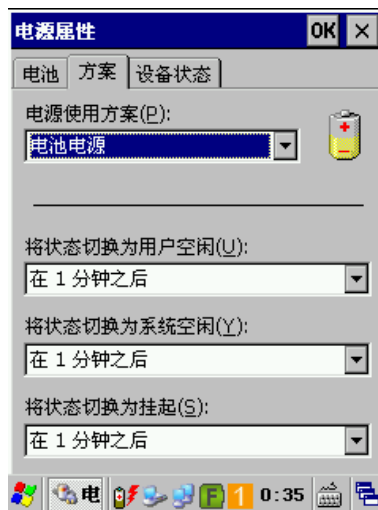 电源属性 OK ×
电池 方案 设备状态
电源使用方案(P):
电池电源
将状态切换为用户空闲(U):
在 1 分钟之后
将状态切换为系统空闲(Y):
在 1 分钟之后
将状态切换为挂起(S):
在 1 分钟之后
电 F 1 0:35